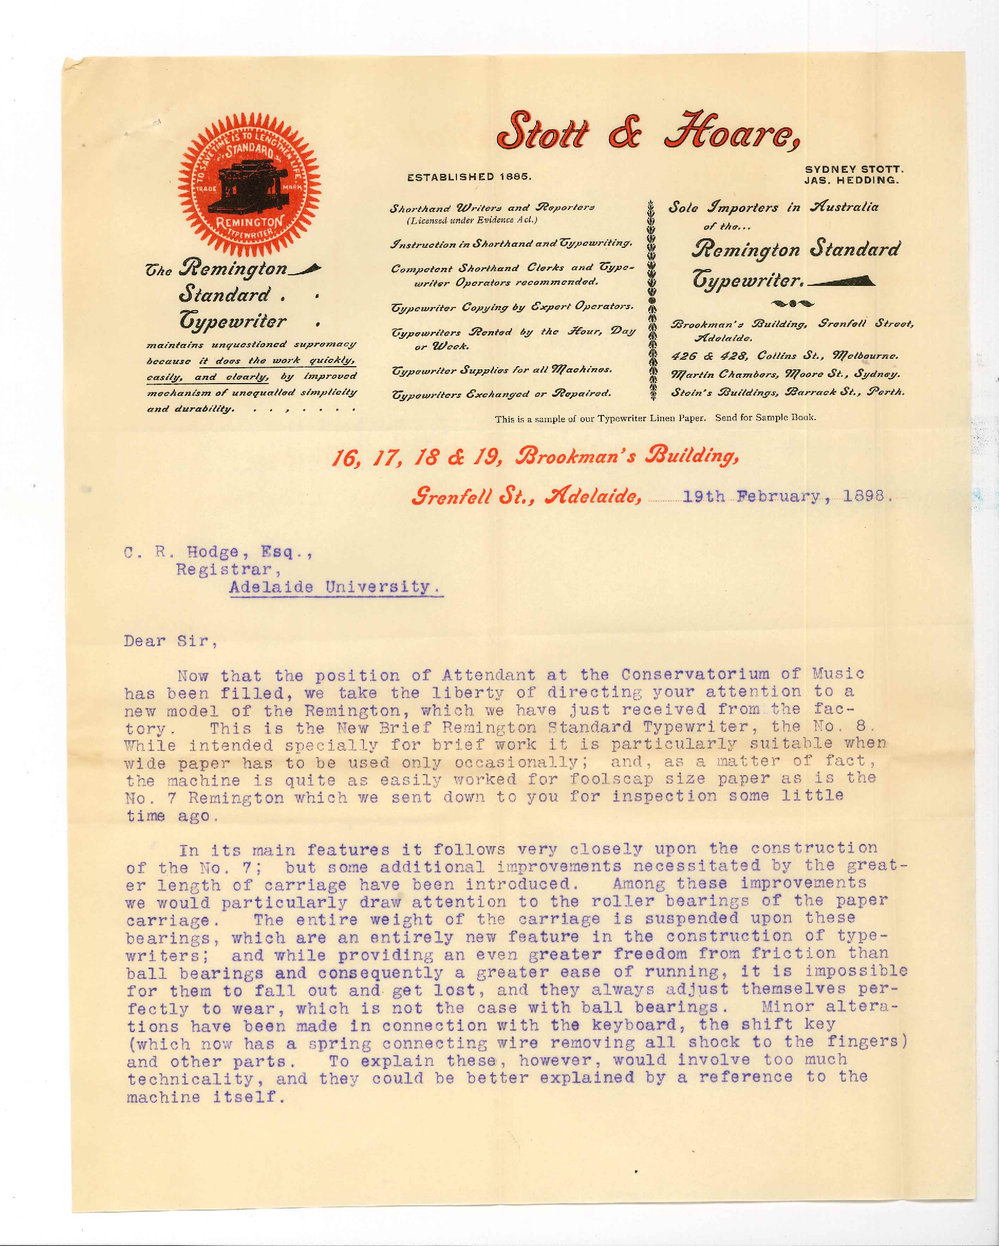 TO SAVE TIME IS TO LENGTHEN LIFE.
STANDARD
TRADE MARK
REMINGTON
TYPEWRITER
The Remington
Standard .  .
Typewriter  .
maintains unquestioned supremacy
because it does the work quickly,
easily, and clearly, by improved
mechanism of unequalled simplicity
and durability. . . , . . . .
Stott & Hoare,
ESTABLISHED 1885.
SYDNEY STOTT.
JAS. HEDDING.
Shorthand Writers and Reporters
(Licensed under Evidence Act.)
Instruction in Shorthand and Typewriting.
Competent Shorthand Clerks and Type-
writer Operators recommended.
Typewriter Copying by Expert Operators.
Typewriters Rented by the Hour, Day
or Week.
Typewriter Supplies for all Machines.
Typewriters Exchanged or Repaired.
Sole Importers in Australia
of the...
Remington Standard
Typewriter.
Brookman's Building, Grenfell Street,
Adelaide.
426 & 428, Collins St., Melbourne.
Martin Chambers, Moore St., Sydney.
Stein's Buildings, Barrack St., Perth.
This is a sample of our Typewriter Linen Paper. Send for Sample Book.
16, 17, 18 & 19, Brookman's Building,
Grenfell St., Adelaide, 19th February, 1898.
C. R. Hodge, Esq.,
Registrar,
Adelaide University.
Dear Sir,
Now that the position of Attendant at the Conservatorium of Music
has been filled, we take the liberty of directing your attention to a
new model of the Remington, which we have just received from the fac-
tory. This is the New Brief Remington Standard Typewriter, the No. 8.
While intended specially for brief work it is particularly suitable when
wide paper has to be used only occasionally; and, as a matter of fact,
the machine is quite as easily worked for foolscap size paper as is the
No. 7 Remington which we sent down to you for inspection some little
time ago.
In its main features it follows very closely upon the construction
of the No. 7; but some additional improvements necessitated by the great-
er length of carriage have been introduced. Among these improvements
we would particularly draw attention to the roller bearings of the paper
carriage. The entire weight of the carriage is suspended upon these
bearings, which are an entirely new feature in the construction of type-
writers; and while providing an even greater freedom from friction than
ball bearings and consequently a greater ease of running, it is impossible
for them to fall out and get lost, and they always adjust themselves per-
fectly to wear, which is not the case with ball bearings. Minor altera-
tions have been made in connection with the keyboard, the shift key
(which now has a spring connecting wire removing all shock to the fingers)
and other parts. To explain these, however, would involve too much
technicality, and they could be better explained by a reference to the
machine itself.